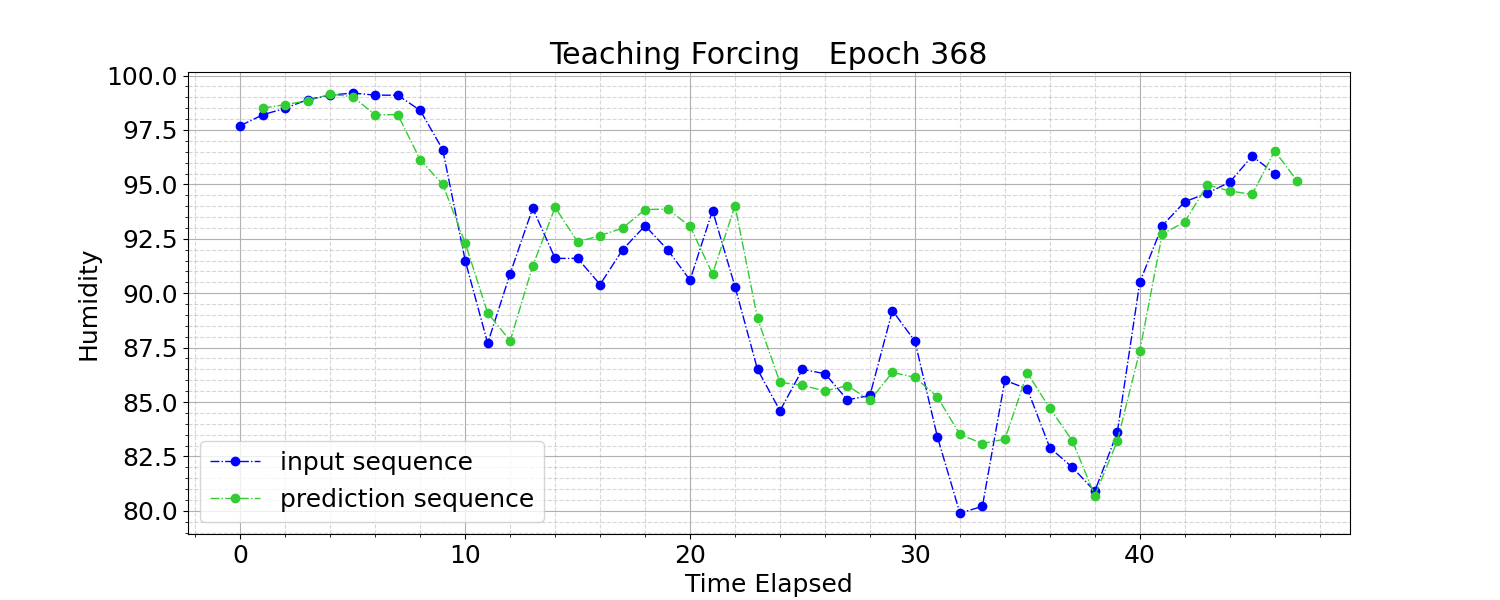 Teaching Forcing   Epoch 368
Humidity
100.0
97.5
95.0
92.5
90.0
87.5
85.0
82.5
80.0
input sequence
prediction sequence
0 10 20 30 40
Time Elapsed